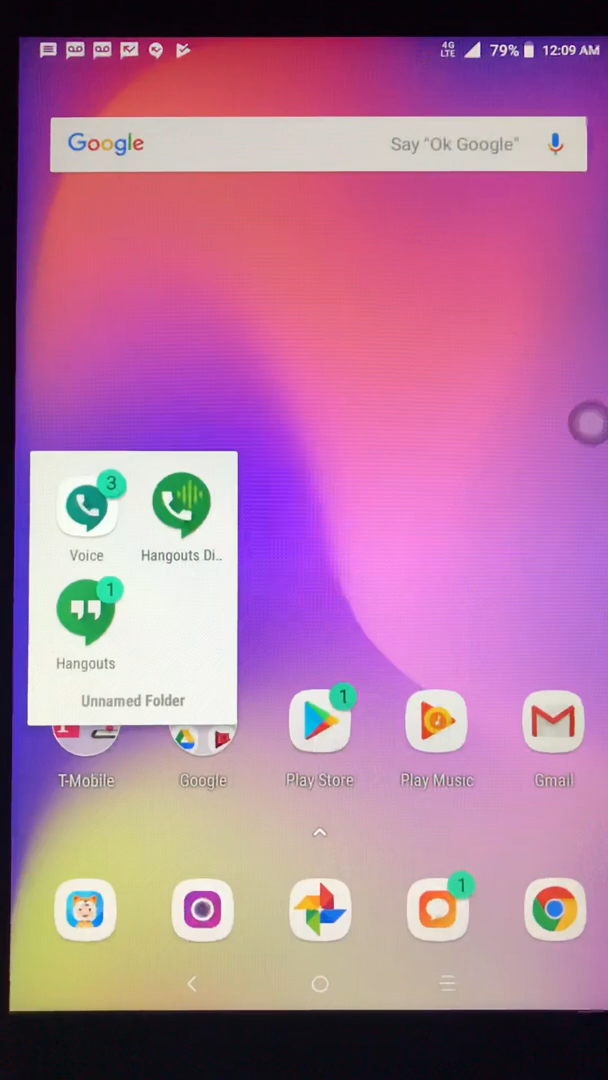 4G
LTE
79%
12:09 AM
Google
Say "Ok Google"
3
Voice
Hangouts Di..
1
Hangouts
Unnamed Folder
1
T-Mobile
Google
Play Store
Play Music
Gmail
1